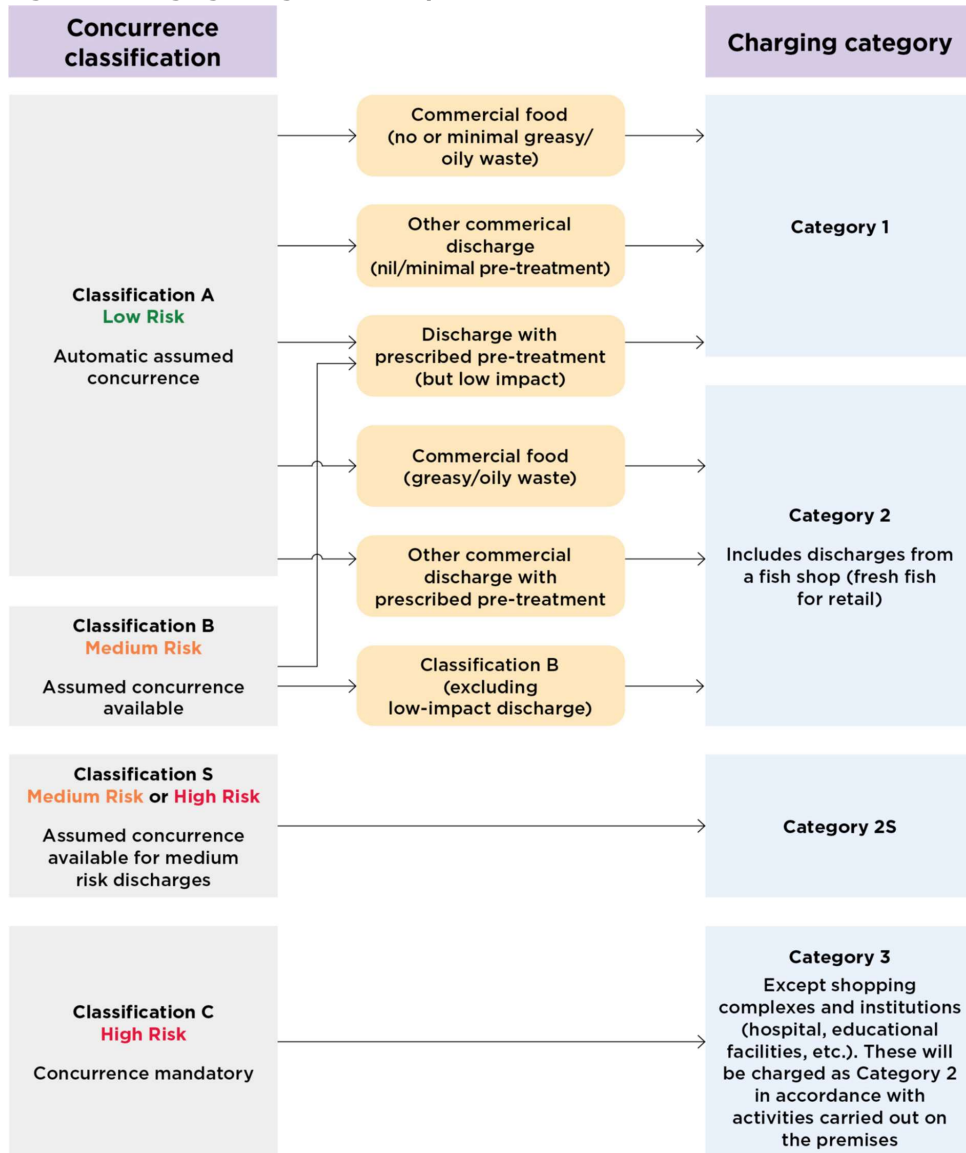 Concurrence
classification
Charging category
Classification A
Low Risk
Automatic assumed
concurrence
Commercial food
(no or minimal greasy/
oily waste)
Other commerical
discharge
(nil/minimal pre-treatment)
Discharge with
prescribed pre-treatment
(but low impact)
Category 1
Commercial food
(greasy/oily waste)
Other commercial
discharge with
prescribed pre-treatment
Classification B
Medium Risk
Assumed concurrence
available
Classification B
(excluding
low-impact discharge)
Category 2
Includes discharges from
a fish shop (fresh fish
for retail)
Classification S
Medium Risk or High Risk
Assumed concurrence
available for medium
risk discharges
Category 2S
Classification C
High Risk
Concurrence mandatory
Category 3
Except shopping
complexes and institutions
(hospital, educational
facilities, etc.). These will
be charged as Category 2
in accordance with
activities carried out on
the premises